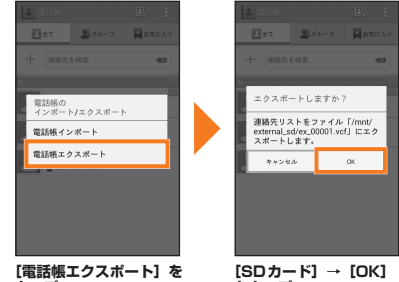 電話帳
全て
グループ
お気に入り
連絡先を検索
電話帳の
インポート/エクスポート
電話帳インポート
電話帳エクスポート
[電話帳エクスポート] を
電話帳
全て
グループ
お気に入り
連絡先を検索
エクスポートしますか？
連絡先リストをファイル「/mnt/
external_sd/ex_00001.vcf」にエク
スポートします。
キャンセル
OK
[SDカード] → [OK]